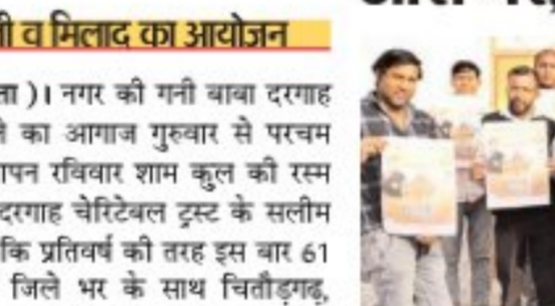 व मिलाद का आयोजन
ता)। नगर की गनी बाबा दरगाह
का आगाज गुरुवार से परचम
रविवार शाम कुल की रस्म
दरगाह चेरिटेबल ट्रस्ट के सलीम
कि प्रतिवर्ष की तरह इस बार 61
जिले भर के साथ चितौड़गढ़,